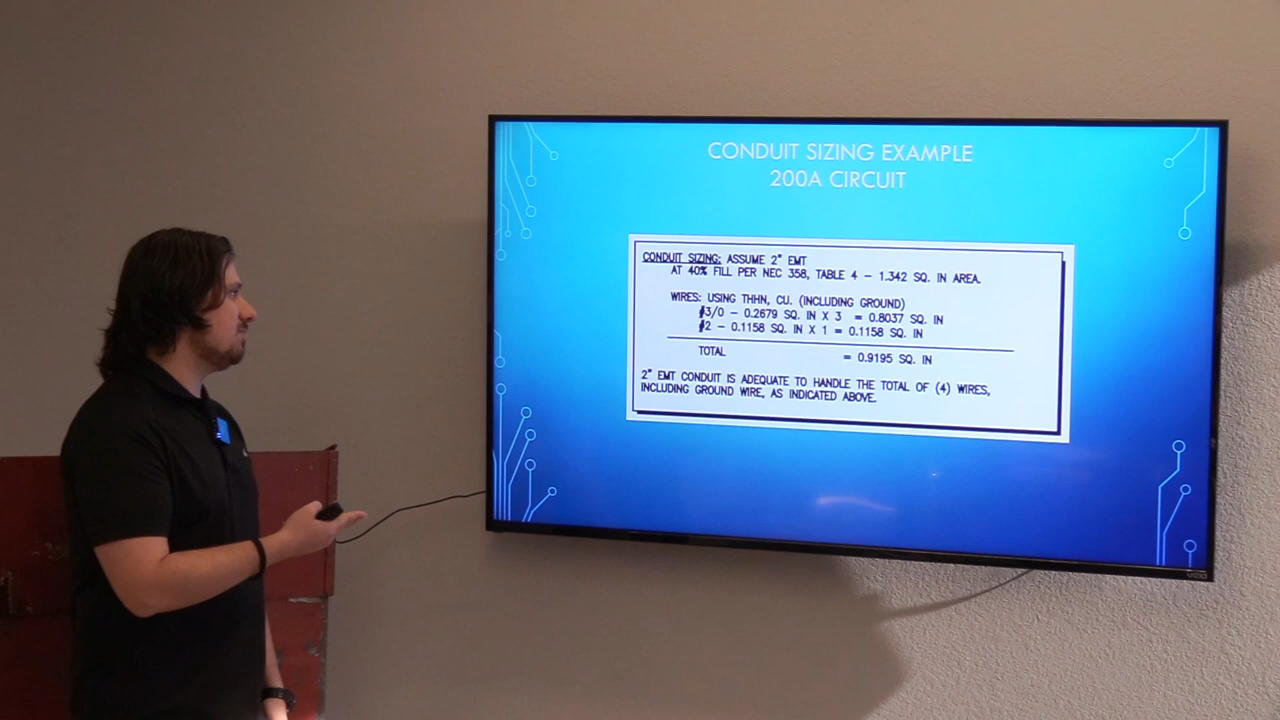 CONDUIT SIZING EXAMPLE
200A CIRCUIT
CONDUIT SIZING: ASSUME 2" EMT
AT 40% FILL PER NEC 358, TABLE 4 - 1.342 SQ. IN AREA.
WIRES: USING THHN, CU. (INCLUDING GROUND)
#3/0 - 0.2679 SQ. IN X 3 = 0.8037 SQ. IN
#2 - 0.1158 SQ. IN X 1 = 0.1158 SQ. IN
TOTAL = 0.9195 SQ. IN
2" EMT CONDUIT IS ADEQUATE TO HANDLE THE TOTAL OF (4) WIRES,
INCLUDING GROUND WIRE, AS INDICATED ABOVE.
VIZIO